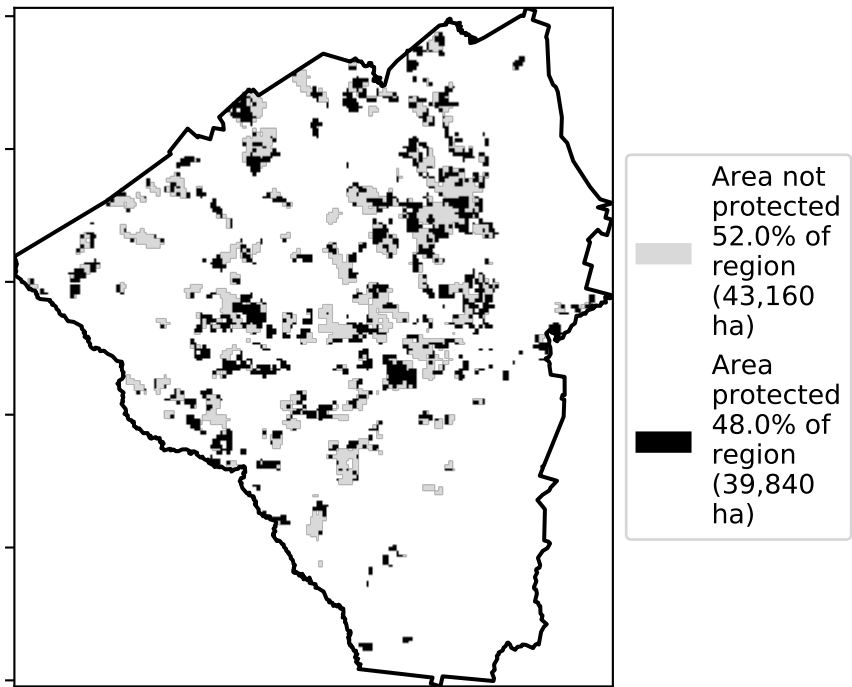 Area not
protected
52.0% of
region
(43,160
ha)
Area
protected
48.0% of
region
(39,840
ha)